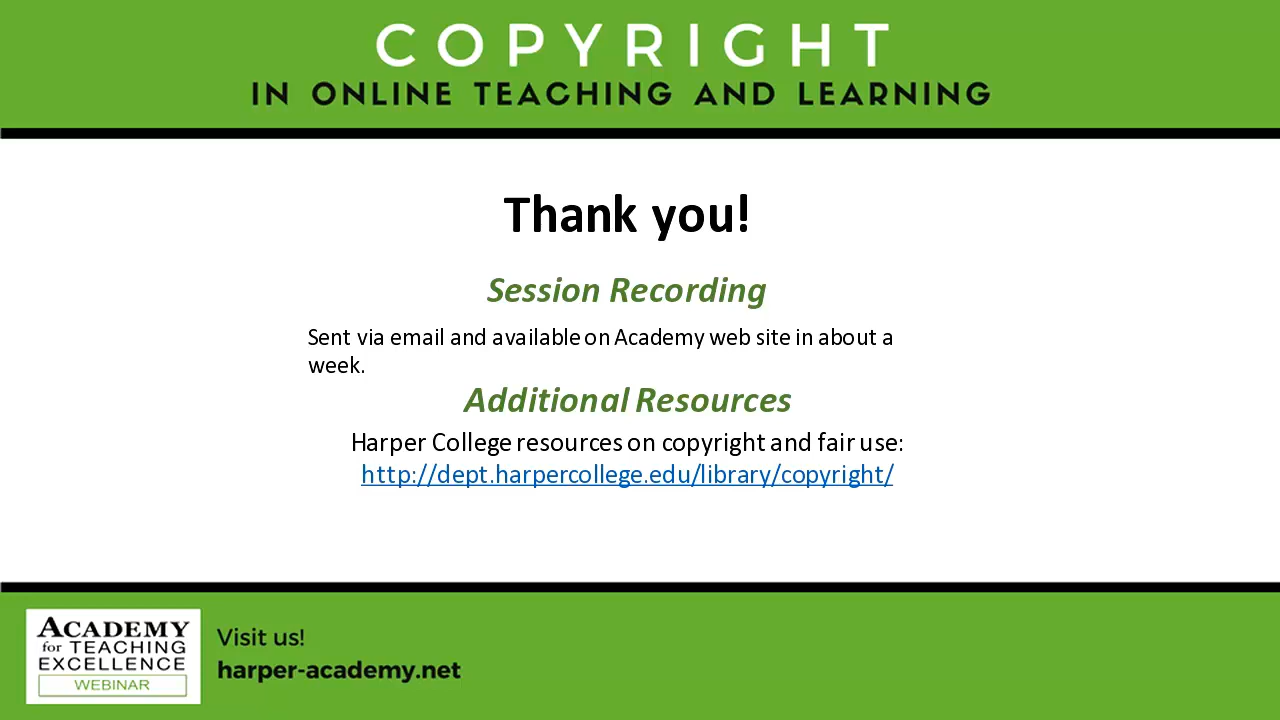 COPYRIGHT
IN ONLINE TEACHING AND LEARNING
Thank you!
Session Recording
Sent via email and available on Academy web site in about a
week.
Additional Resources
Harper College resources on copyright and fair use:
http://dept.harpercollege.edu/library/copyright/
ACADEMY
for TEACHING
EXCELLENCE
WEBINAR
Visit us!
harper-academy.net